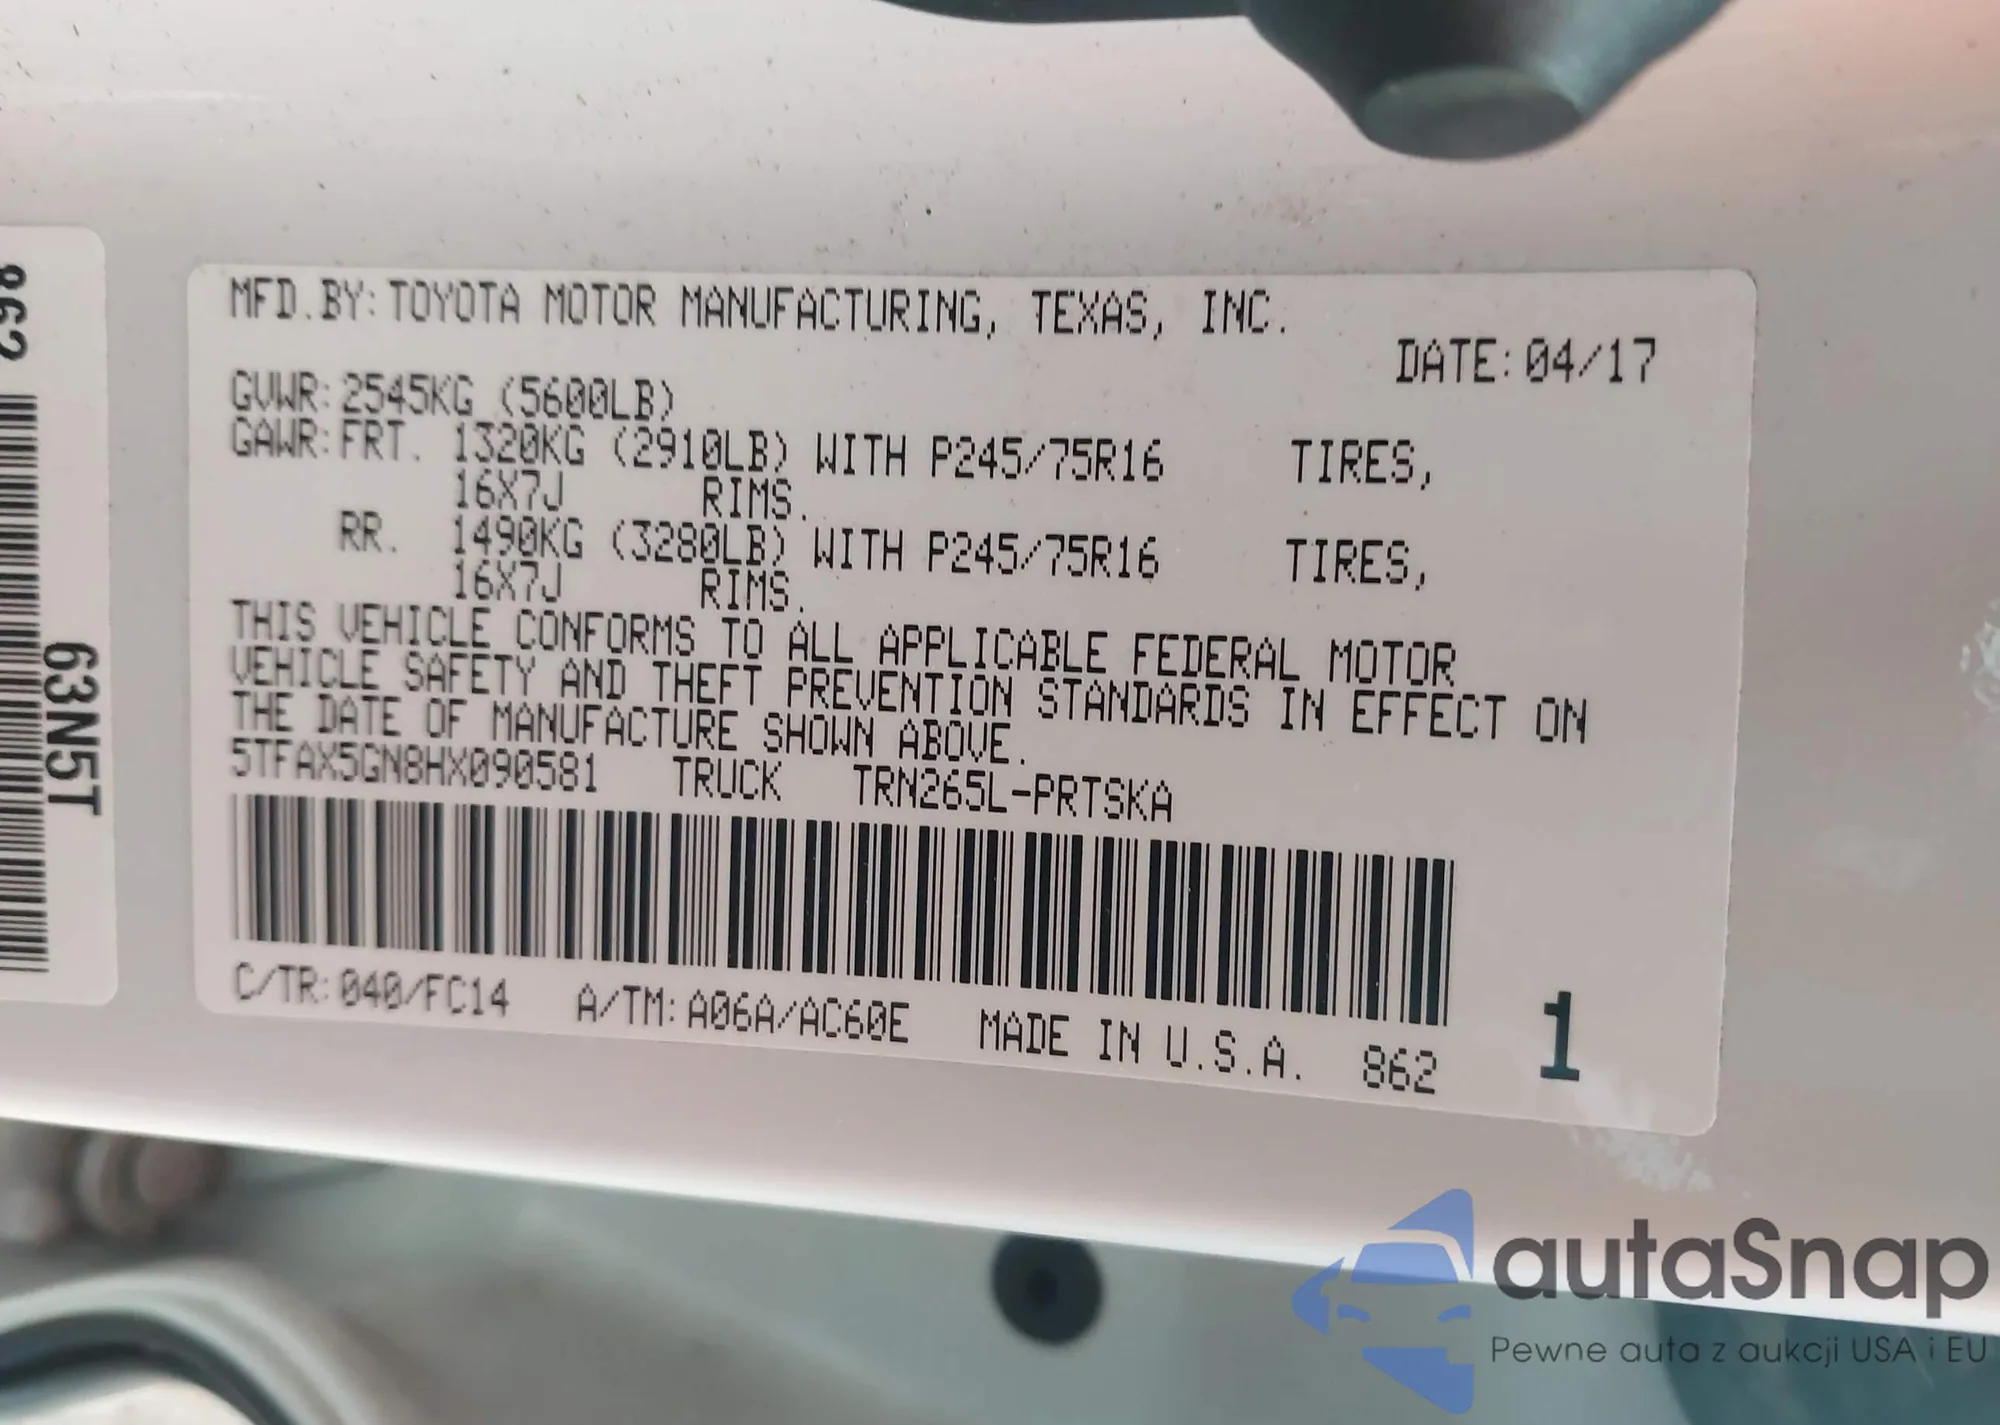 MFD.BY:TOYOTA MOTOR MANUFACTURING, TEXAS, INC.
DATE:04/17
GVWR:2545KG (5600LB)
GAWR:FRT. 1320KG (2910LB) WITH P245/75R16 TIRES,
16X7J RIMS.
RR. 1490KG (3280LB) WITH P245/75R16 TIRES,
16X7J RIMS.
THIS VEHICLE CONFORMS TO ALL APPLICABLE FEDERAL MOTOR
VEHICLE SAFETY AND THEFT PREVENTION STANDARDS IN EFFECT ON
THE DATE OF MANUFACTURE SHOWN ABOVE.
5TFAX5GN8HX090581 TRUCK TRN265L-PRTSKA
C/TR:040/FC14 A/TM:A06A/AC60E MADE IN U.S.A. 862
1
862
63N5T
autaSnap
Pewne auta z aukcji USA i EU